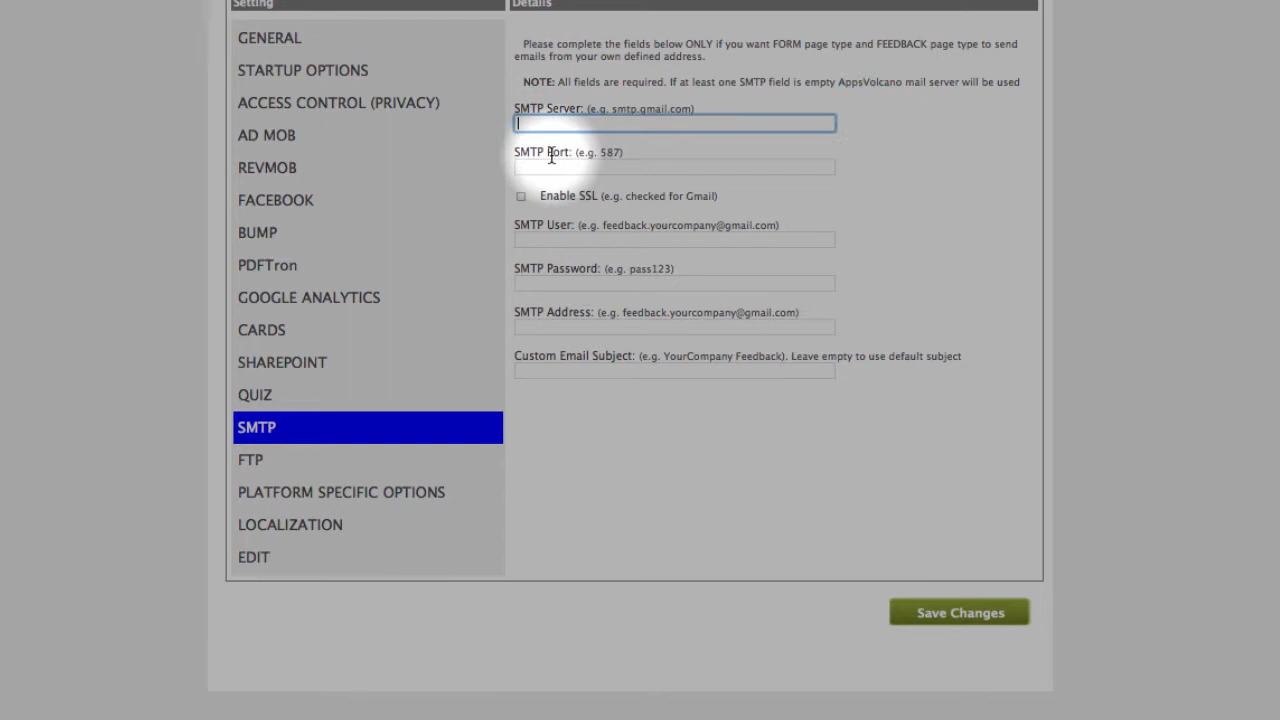 Setting
Details
GENERAL
STARTUP OPTIONS
ACCESS CONTROL (PRIVACY)
AD MOB
REVMOB
FACEBOOK
BUMP
PDFTron
GOOGLE ANALYTICS
CARDS
SHAREPOINT
QUIZ
SMTP
FTP
PLATFORM SPECIFIC OPTIONS
LOCALIZATION
EDIT
Please complete the fields below ONLY if you want FORM page type and FEEDBACK page type to send
emails from your own defined address.
NOTE: All fields are required. If at least one SMTP field is empty AppsVolcano mail server will be used
SMTP Server: (e.g. smtp.gmail.com)
SMTP Port: (e.g. 587)
Enable SSL (e.g. checked for Gmail)
SMTP User: (e.g. feedback.yourcompany@gmail.com)
SMTP Password: (e.g. pass123)
SMTP Address: (e.g. feedback.yourcompany@gmail.com)
Custom Email Subject: (e.g. YourCompany Feedback). Leave empty to use default subject
Save Changes